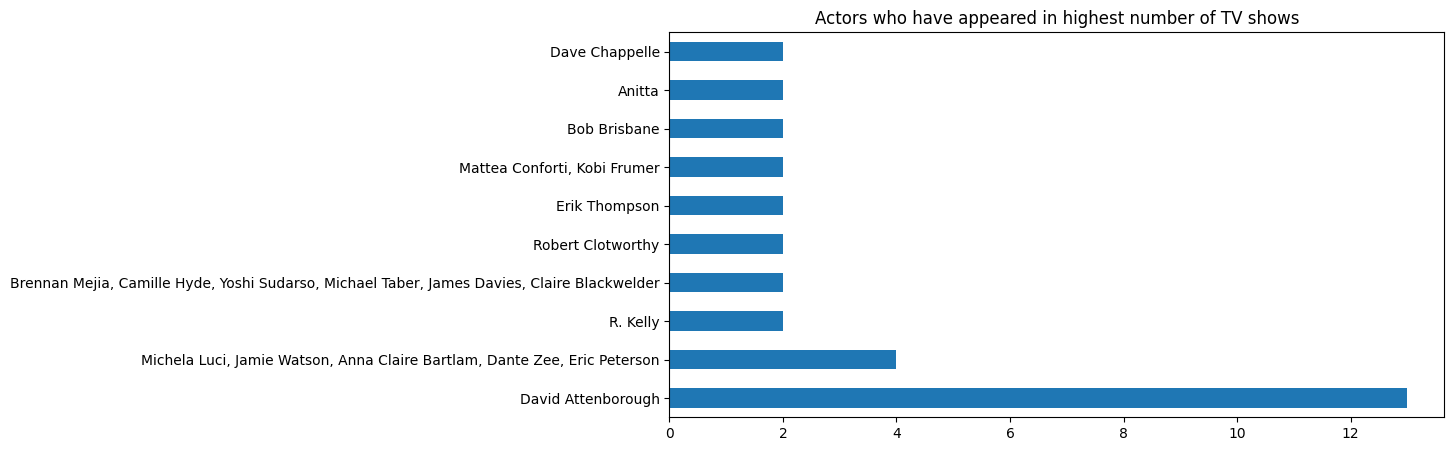 Actors who have appeared in highest number of TV shows
Dave Chappelle
Anitta
Bob Brisbane
Mattea Conforti, Kobi Frumer
Erik Thompson
Robert Clotworthy
Brennan Mejia, Camille Hyde, Yoshi Sudarso, Michael Taber, James Davies, Claire Blackwelder
R. Kelly
Michela Luci, Jamie Watson, Anna Claire Bartlam, Dante Zee, Eric Peterson
David Attenborough
0 2 4 6 8 10 12